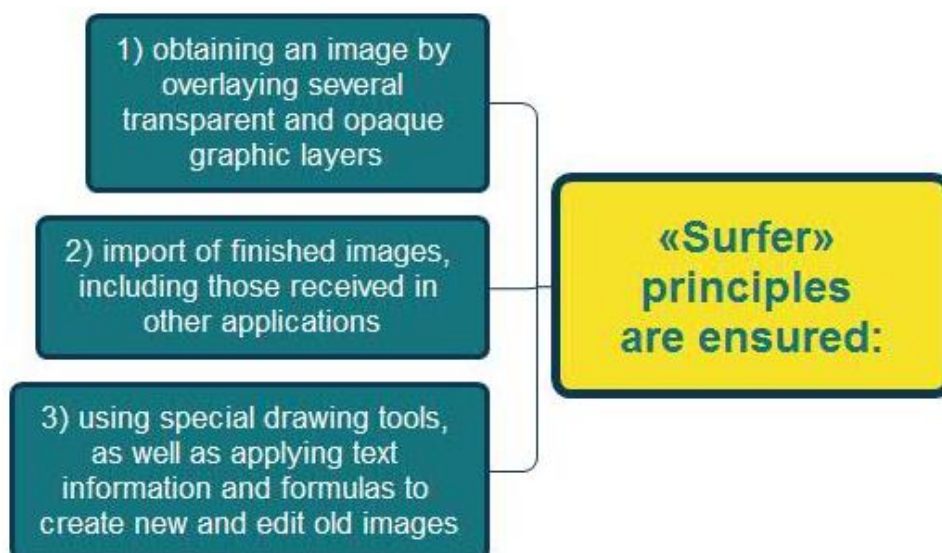 1) obtaining an image by
overlaying several
transparent and opaque
graphic layers
2) import of finished images,
including those received in
other applications
3) using special drawing tools,
as well as applying text
information and formulas to
create new and edit old images
«Surfer»
principles
are ensured: